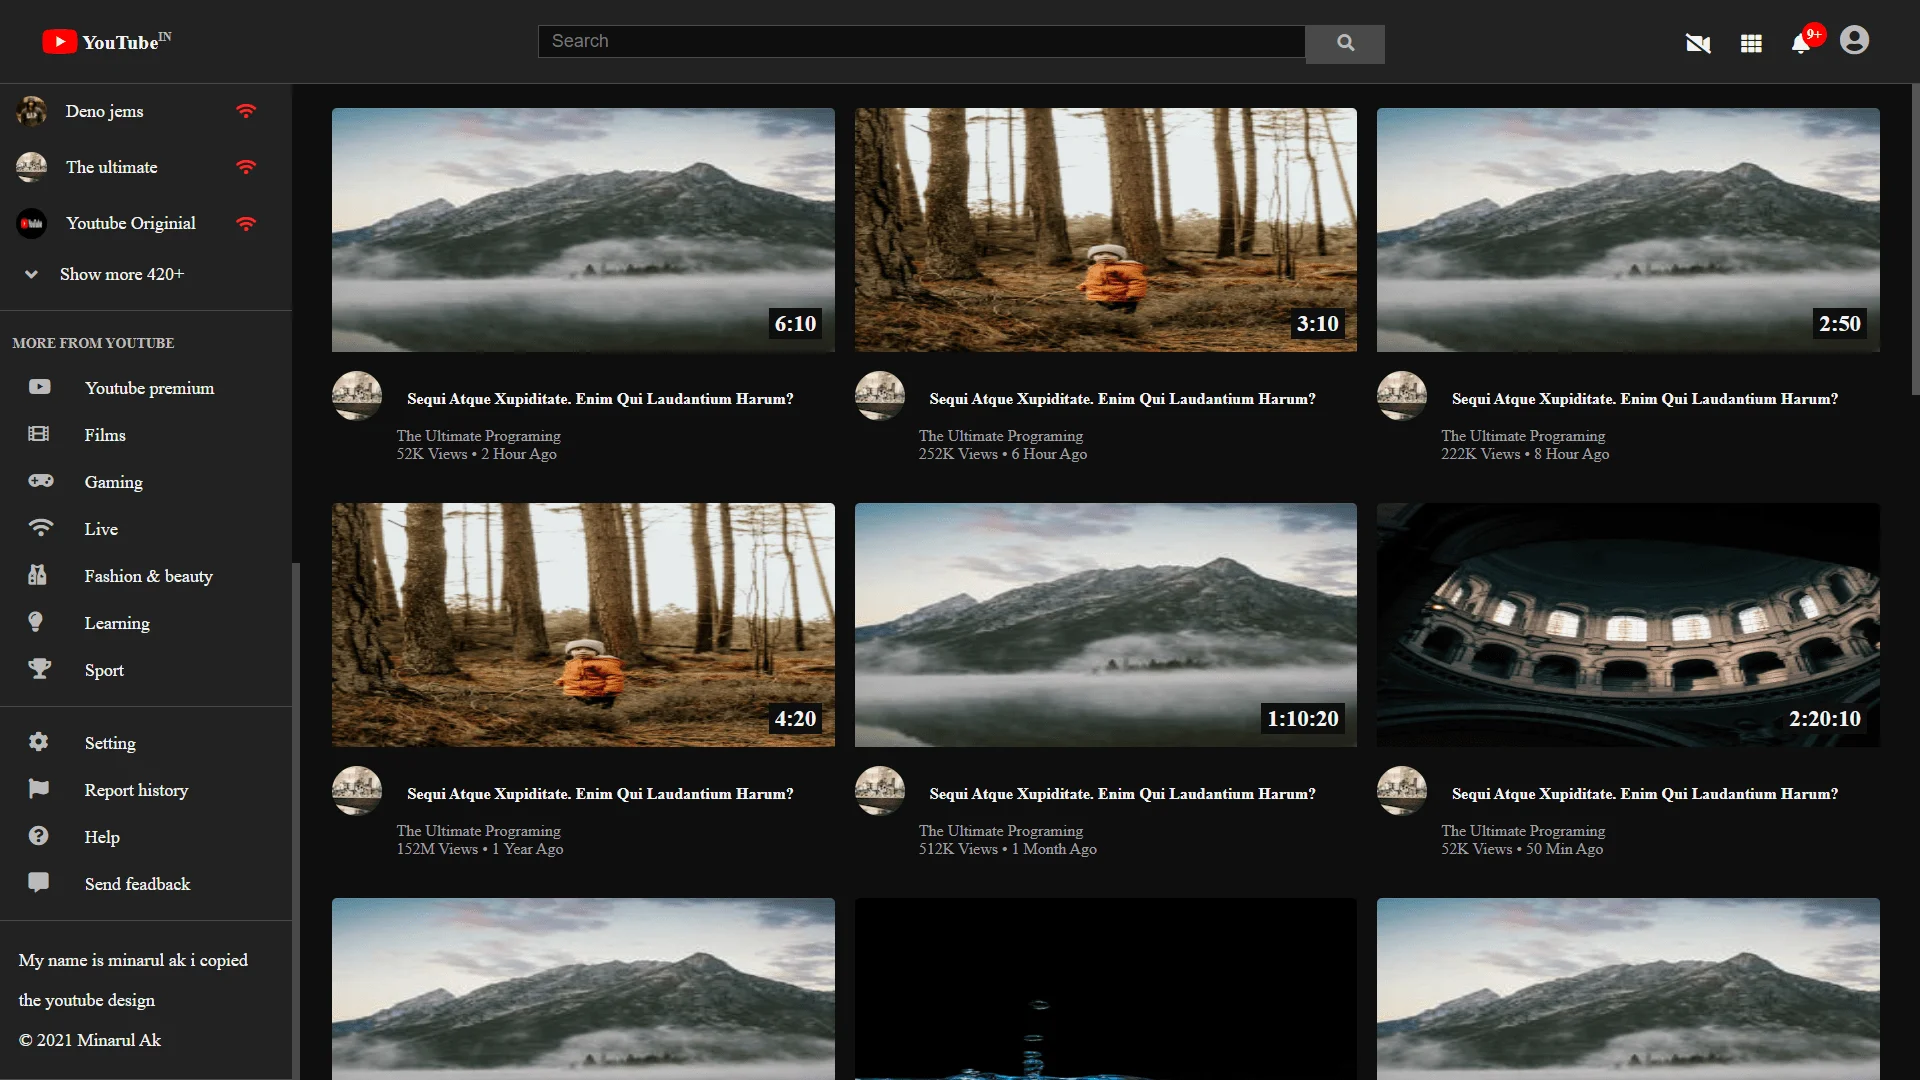 YouTube IN
Search
9+
Deno jems
The ultimate
Youtube Originial
Show more 420+
MORE FROM YOUTUBE
Youtube premium
Films
Gaming
Live
Fashion & beauty
Learning
Sport
Setting
Report history
Help
Send feadback
My name is minarul ak i copied
the youtube design
© 2021 Minarul Ak
6:10
3:10
2:50
Sequi Atque Xupiditate. Enim Qui Laudantium Harum?
The Ultimate Programing
52K Views • 2 Hour Ago
Sequi Atque Xupiditate. Enim Qui Laudantium Harum?
The Ultimate Programing
252K Views • 6 Hour Ago
Sequi Atque Xupiditate. Enim Qui Laudantium Harum?
The Ultimate Programing
222K Views • 8 Hour Ago
4:20
1:10:20
2:20:10
Sequi Atque Xupiditate. Enim Qui Laudantium Harum?
The Ultimate Programing
152M Views • 1 Year Ago
Sequi Atque Xupiditate. Enim Qui Laudantium Harum?
The Ultimate Programing
512K Views • 1 Month Ago
Sequi Atque Xupiditate. Enim Qui Laudantium Harum?
The Ultimate Programing
52K Views • 50 Min Ago